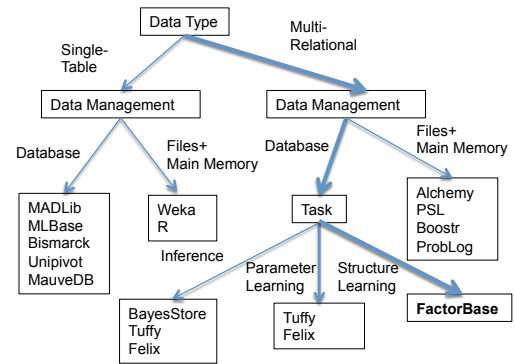 Data Type
Single-
Table
Multi-
Relational
Data Management
Data Management
Database
Files+
Main Memory
Database
Files+
Main Memory
MADLib
MLBase
Bismarck
Unipivot
MauveDB
Weka
R
Task
Alchemy
PSL
Boostr
ProbLog
Inference
Parameter
Learning
Structure
Learning
BayesStore
Tuffy
Felix
Tuffy
Felix
FactorBase